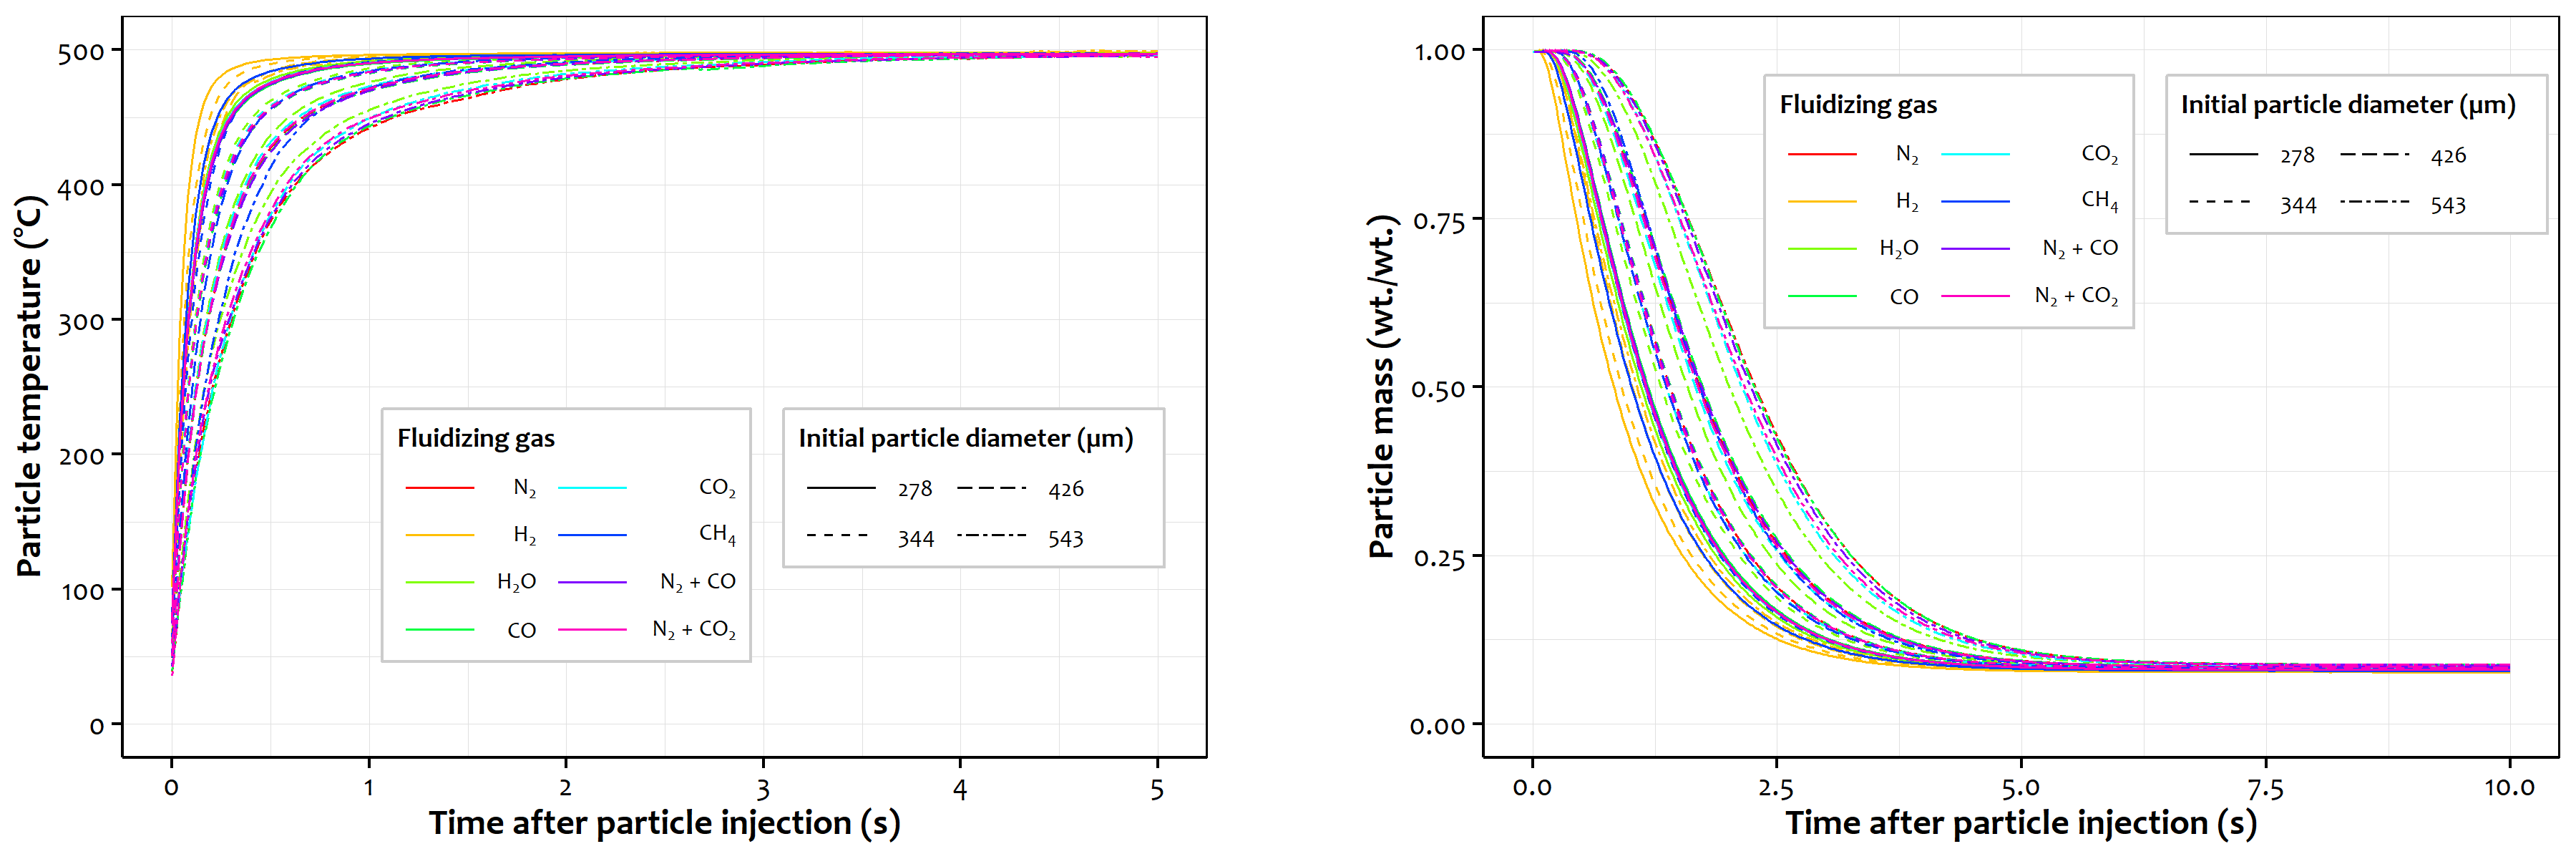 Particle temperature (°C)
500
400
300
200
100
0
0 1 2 3 4 5
Time after particle injection (s)
Fluidizing gas
N₂ CO₂
H₂ CH₄
H₂O N₂ + CO
CO N₂ + CO₂
Initial particle diameter (µm)
278 426
344 543
Particle mass (wt./wt.)
1.00
0.75
0.50
0.25
0.00
0.0 2.5 5.0 7.5 10.0
Time after particle injection (s)
Fluidizing gas
N₂ CO₂
H₂ CH₄
H₂O N₂ + CO
CO N₂ + CO₂
Initial particle diameter (µm)
278 426
344 543